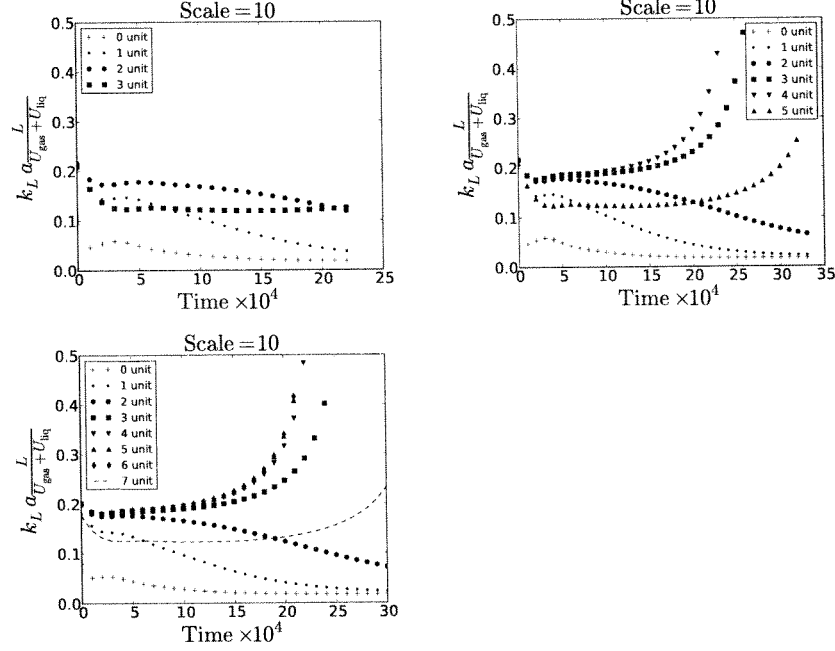 Scale = 10
0 unit
1 unit
2 unit
3 unit
k_L a L / U_gas + U_liq
0.5
0.4
0.3
0.2
0.1
0.0
0 5 10 15 20 25
Time ×10^4
Scale = 10
0 unit
1 unit
2 unit
3 unit
4 unit
5 unit
k_L a L / U_gas + U_liq
0.5
0.4
0.3
0.2
0.1
0.0
0 5 10 15 20 25 30 35
Time ×10^4
Scale = 10
0 unit
1 unit
2 unit
3 unit
4 unit
5 unit
6 unit
7 unit
k_L a L / U_gas + U_liq
0.5
0.4
0.3
0.2
0.1
0.0
0 5 10 15 20 25 30
Time ×10^4